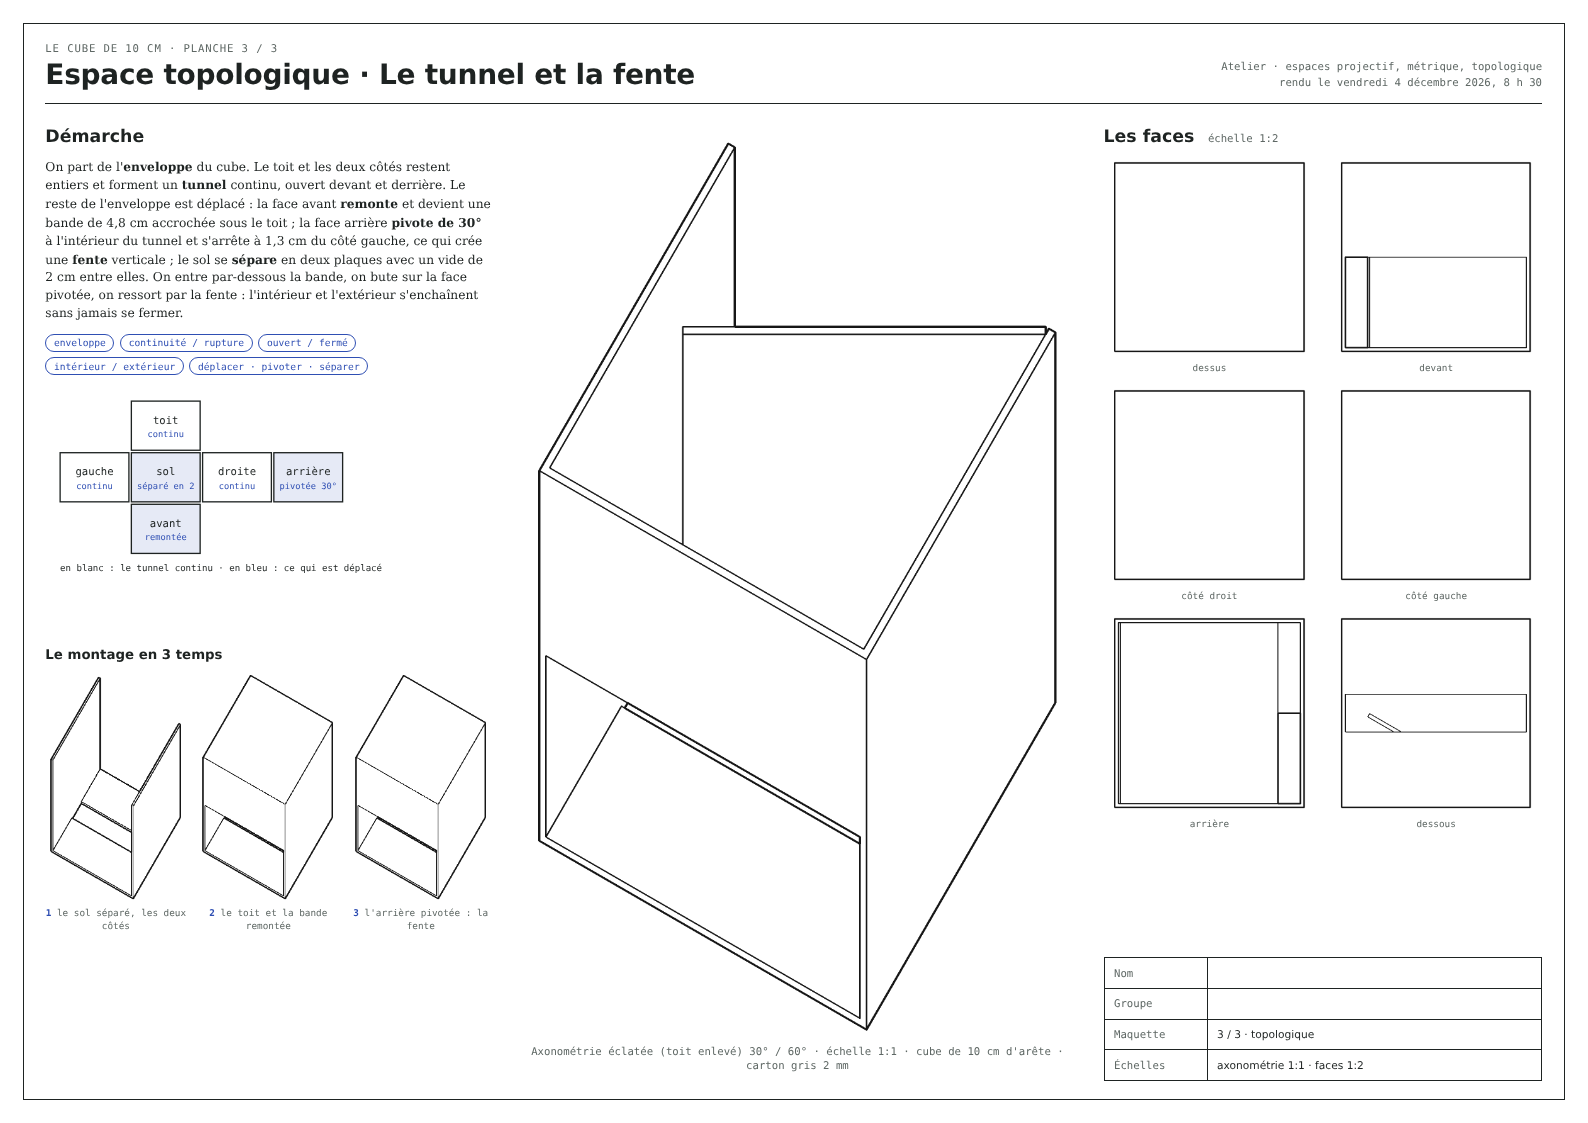 LE CUBE DE 10 CM · PLANCHE 3 / 3
Espace topologique · Le tunnel et la fente
Atelier · espaces projectif, métrique, topologique
rendu le vendredi 4 décembre 2026, 8 h 30
Démarche
On part de l'enveloppe du cube. Le toit et les deux côtés restent
entiers et forment un tunnel continu, ouvert devant et derrière. Le
reste de l'enveloppe est déplacé : la face avant remonte et devient une
bande de 4,8 cm accrochée sous le toit ; la face arrière pivote de 30°
à l'intérieur du tunnel et s'arrête à 1,3 cm du côté gauche, ce qui crée
une fente verticale ; le sol se sépare en deux plaques avec un vide de
2 cm entre elles. On entre par-dessous la bande, on bute sur la face
pivotée, on ressort par la fente : l'intérieur et l'extérieur s'enchaînent
sans jamais se fermer.
enveloppe
continuité / rupture
ouvert / fermé
intérieur / extérieur
déplacer · pivoter · séparer
toit
continu
gauche
continu
sol
séparé en 2
droite
continu
arrière
pivotée 30°
avant
remontée
en blanc : le tunnel continu · en bleu : ce qui est déplacé
Le montage en 3 temps
1 le sol séparé, les deux
côtés
2 le toit et la bande
remontée
3 l'arrière pivotée : la
fente
Axonométrie éclatée (toit enlevé) 30° / 60° · échelle 1:1 · cube de 10 cm d'arête ·
carton gris 2 mm
Les faces échelle 1:2
dessus
devant
côté droit
côté gauche
arrière
dessous
Nom
Groupe
Maquette
3 / 3 · topologique
Échelles
axonométrie 1:1 · faces 1:2